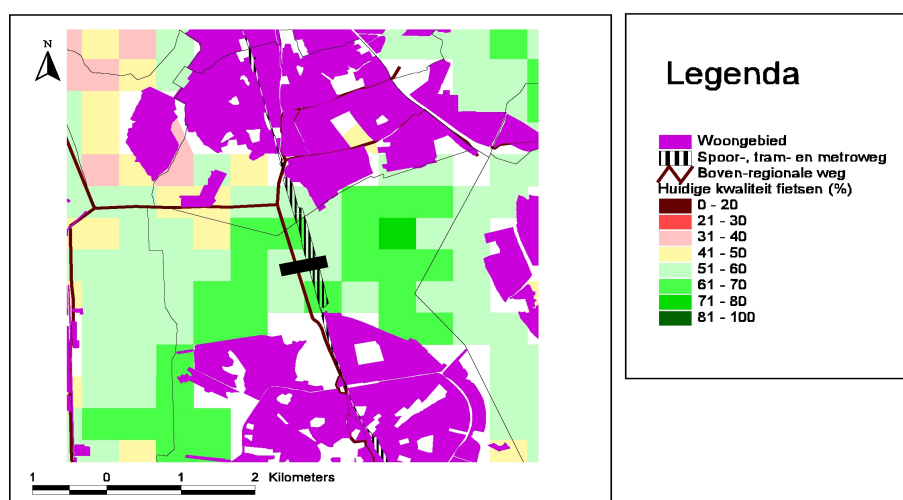 N
1 0 1 2 Kilometers
Legenda
Woongebied
Spoor-, tram- en metroweg
Boven-regionale weg
Huidige kwaliteit fietsen (%)
0 - 20
21 - 30
31 - 40
41 - 50
51 - 60
61 - 70
71 - 80
81 - 100